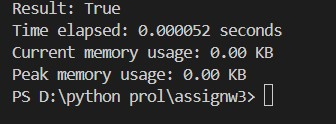 Result: True
Time elapsed: 0.000052 seconds
Current memory usage: 0.00 KB
Peak memory usage: 0.00 KB
PS D:\python prol\assignw3>